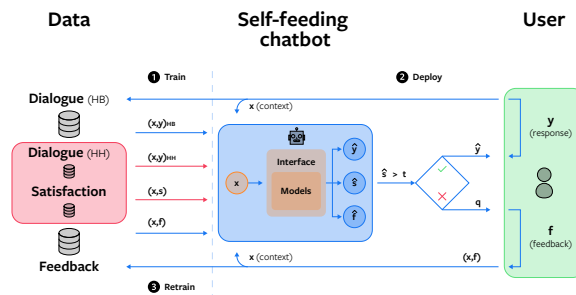 Data
Self-feeding
chatbot
User
1 Train
2 Deploy
Dialogue (HB)
x (context)
(x,y)HB
y
(response)
Dialogue (HH)
(x,y)HH
Interface
Models
x
ŷ
ŝ
f̂
ŝ > t
ŷ
q
Satisfaction
(x,s)
(x,f)
f
(feedback)
Feedback
x (context)
(x,f)
3 Retrain